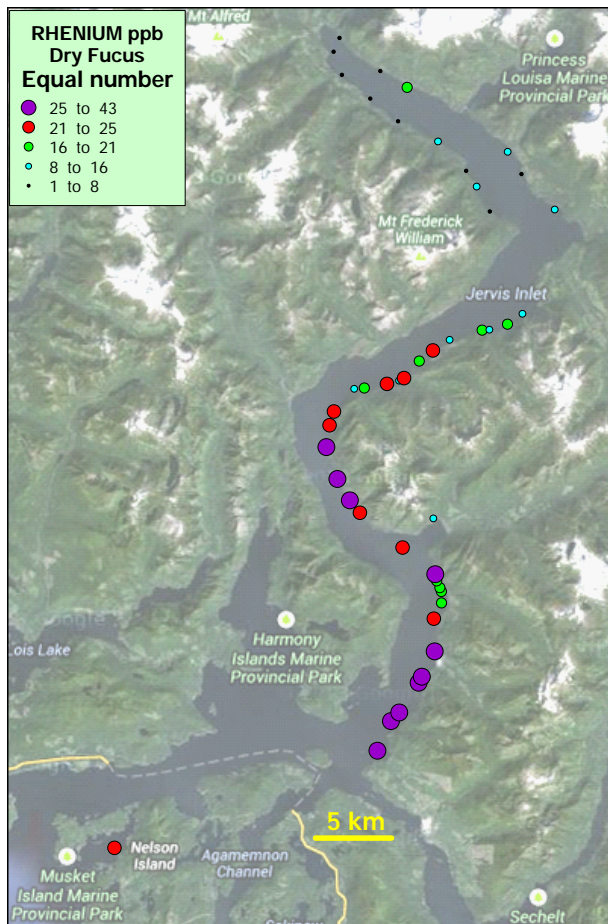 RHENIUM ppb
Dry Fucus
Equal number
25 to 43
21 to 25
16 to 21
8 to 16
1 to 8
Mt Alfred
Princess
Louisa Marine
Provincial Park
Mt Frederick
William
Jervis Inlet
Harmony
Islands Marine
Provincial Park
Lois Lake
5 km
Nelson
Island
Agamemnon
Channel
Musket
Island Marine
Provincial Park
Sechelt